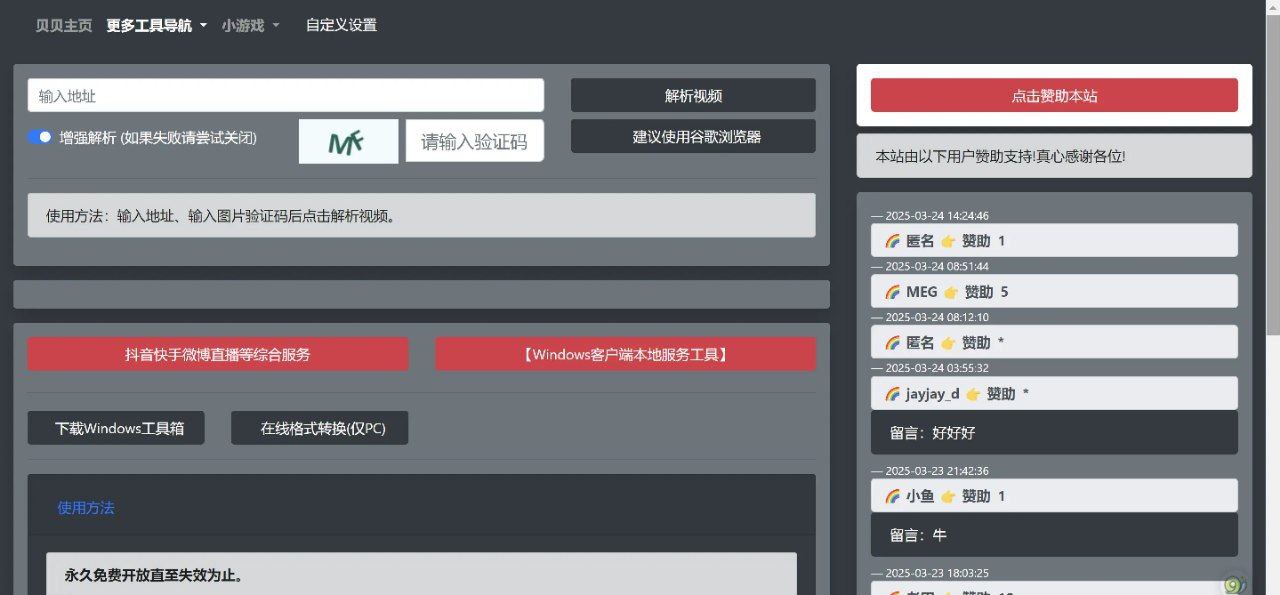 贝贝主页 更多工具导航 小游戏 自定义设置
输入地址
解析视频
增强解析 (如果失败请尝试关闭)
请输入验证码
建议使用谷歌浏览器
使用方法：输入地址、输入图片验证码后点击解析视频。
抖音快手微博直播等综合服务
【Windows客户端本地服务工具】
下载Windows工具箱
在线格式转换(仅PC)
使用方法
永久免费开放直至失效为止。
点击赞助本站
本站由以下用户赞助支持!真心感谢各位!
— 2025-03-24 14:24:46
🌈 匿名 👉 赞助 1
— 2025-03-24 08:51:44
🌈 MEG 👉 赞助 5
— 2025-03-24 08:12:10
🌈 匿名 👉 赞助 *
— 2025-03-24 03:55:32
🌈 jayjay_d 👉 赞助 *
留言：好好好
— 2025-03-23 21:42:36
🌈 小鱼 👉 赞助 1
留言：牛
— 2025-03-23 18:03:25